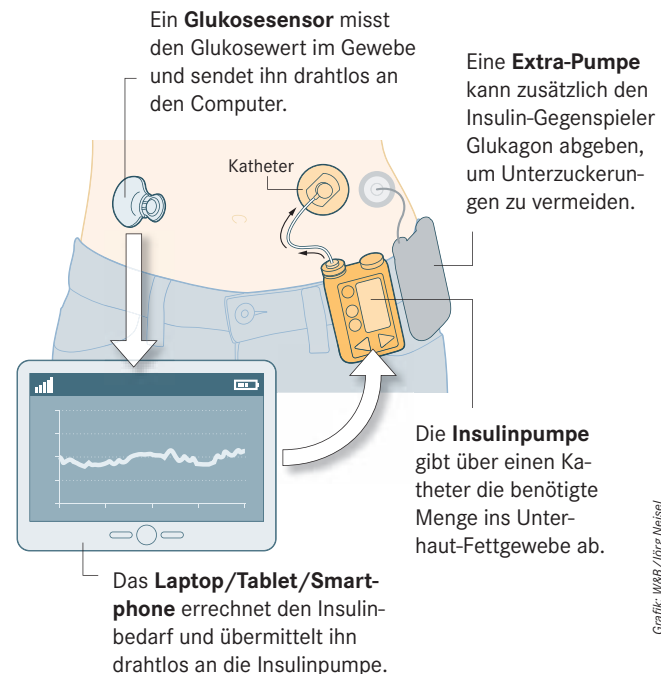 Ein Glukosesensor misst
den Glukosewert im Gewebe
und sendet ihn drahtlos an
den Computer.
Eine Extra-Pumpe
kann zusätzlich den
Insulin-Gegenspieler
Glukagon abgeben,
um Unterzuckerun-
gen zu vermeiden.
Katheter
Die Insulinpumpe
gibt über einen Ka-
theter die benötigte
Menge ins Unter-
haut-Fettgewebe ab.
Das Laptop/Tablet/Smart-
phone errechnet den Insulin-
bedarf und übermittelt ihn
drahtlos an die Insulinpumpe.
Grafik: W&B/Jörg Neisel